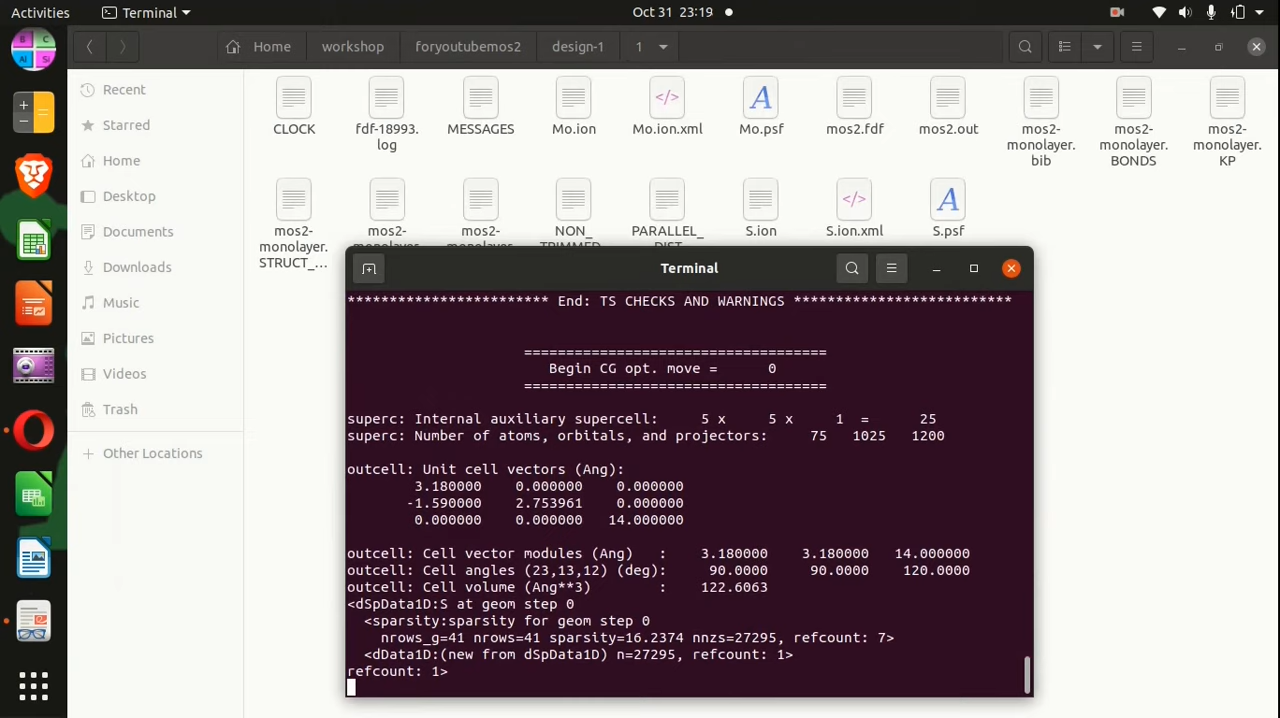 Activities
Terminal
Oct 31 23:19
Home
workshop
foryoutubemos2
design-1
1
Recent
Starred
Home
Desktop
Documents
Downloads
Music
Pictures
Videos
Trash
Other Locations
CLOCK
fdf-18993.
log
MESSAGES
Mo.ion
Mo.ion.xml
Mo.psf
mos2.fdf
mos2.out
mos2-
monolayer.
bib
mos2-
monolayer.
BONDS
mos2-
monolayer.
KP
mos2-
monolayer.
STRUCT_...
mos2-
monolayer
mos2-
monolayer
NON_
TRIMMED
PARALLEL_
DIST
S.ion
S.ion.xml
S.psf
Terminal
************************ End: TS CHECKS AND WARNINGS **************************
====================================
Begin CG opt. move = 0
====================================
superc: Internal auxiliary supercell: 5 x 5 x 1 = 25
superc: Number of atoms, orbitals, and projectors: 75 1025 1200
outcell: Unit cell vectors (Ang):
3.180000 0.000000 0.000000
-1.590000 2.753961 0.000000
0.000000 0.000000 14.000000
outcell: Cell vector modules (Ang) : 3.180000 3.180000 14.000000
outcell: Cell angles (23,13,12) (deg): 90.0000 90.0000 120.0000
outcell: Cell volume (Ang**3) : 122.6063
<dSpData1D:S at geom step 0
<sparsity:sparsity for geom step 0
nrows_g=41 nrows=41 sparsity=16.2374 nnzs=27295, refcount: 7>
<dData1D:(new from dSpData1D) n=27295, refcount: 1>
refcount: 1>